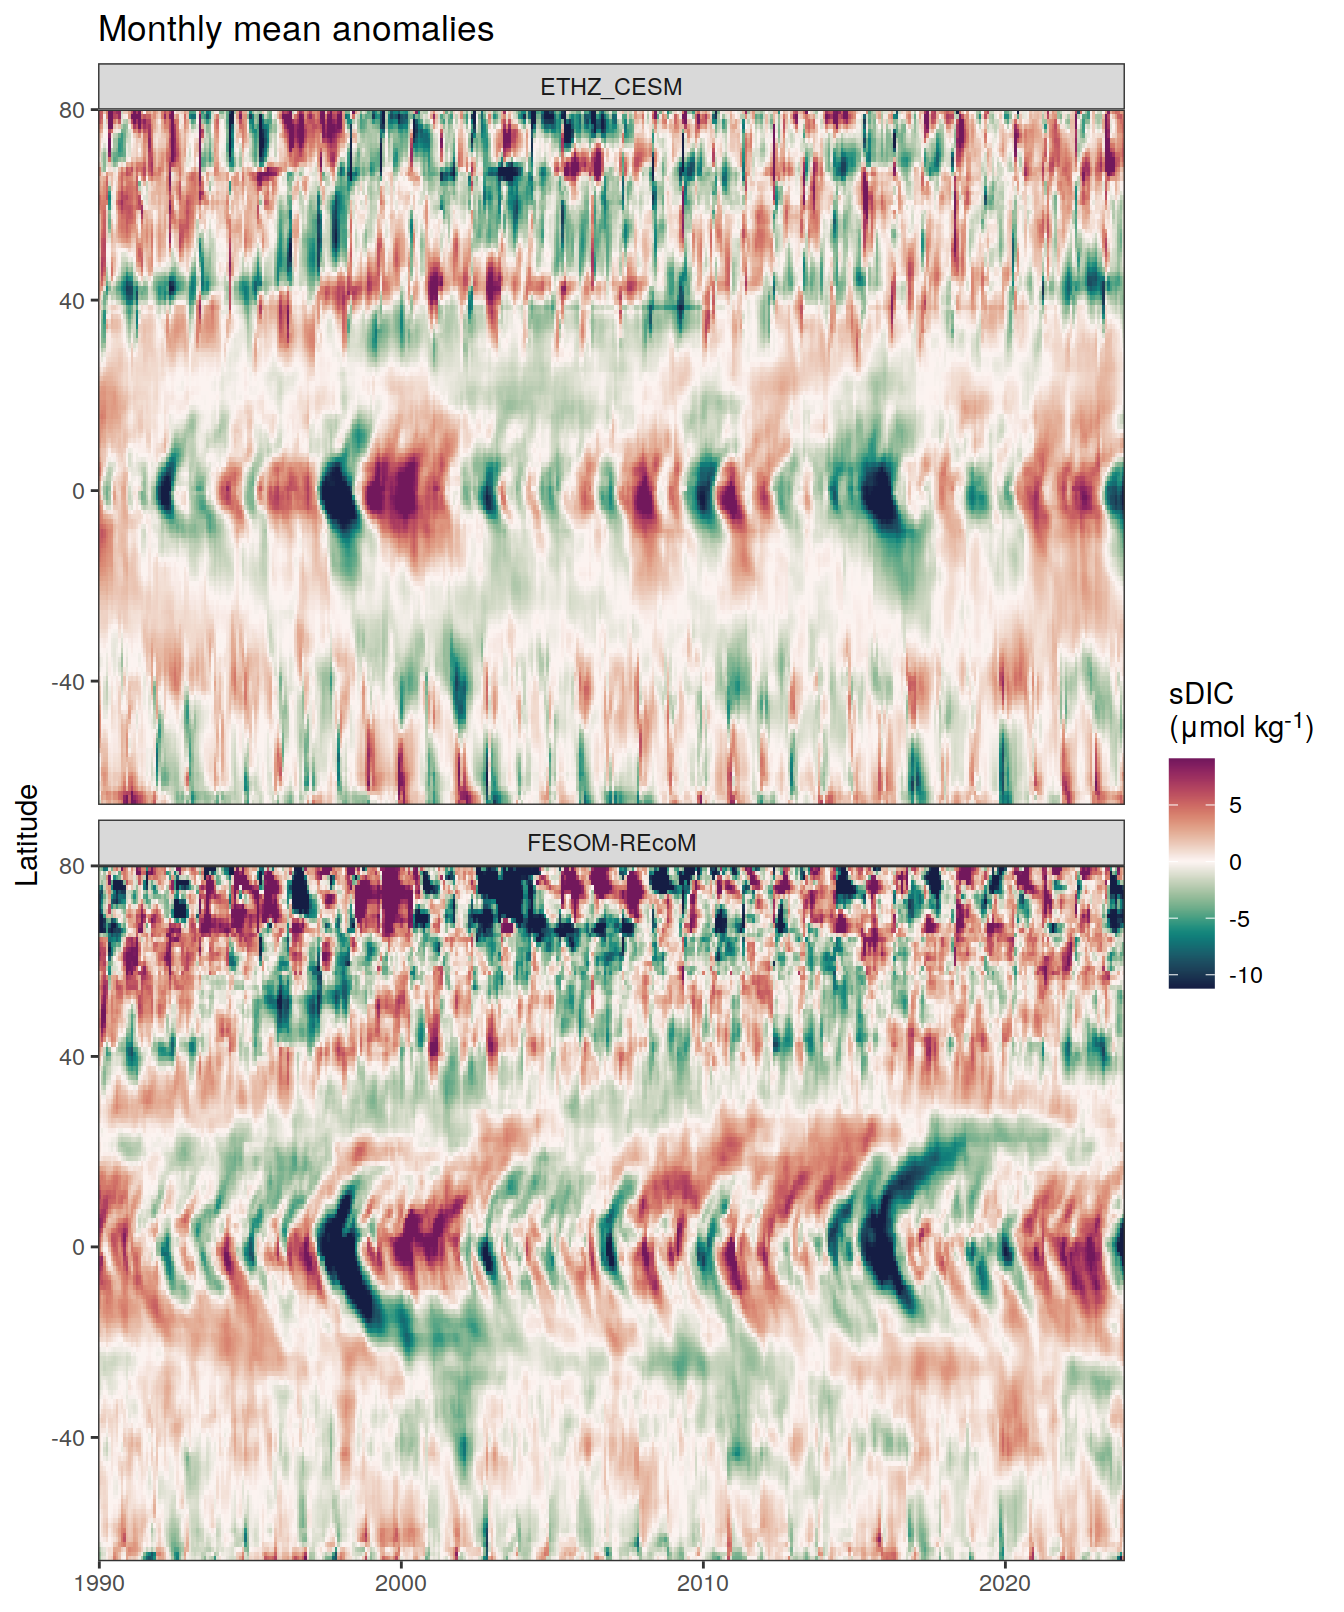 Monthly mean anomalies
ETHZ_CESM
80
40
0
-40
Latitude
FESOM-REcoM
80
40
0
-40
1990 2000 2010 2020
sDIC
(µmol kg⁻¹)
5
0
-5
-10